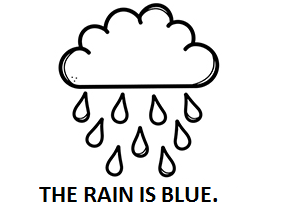 THE RAIN IS BLUE.